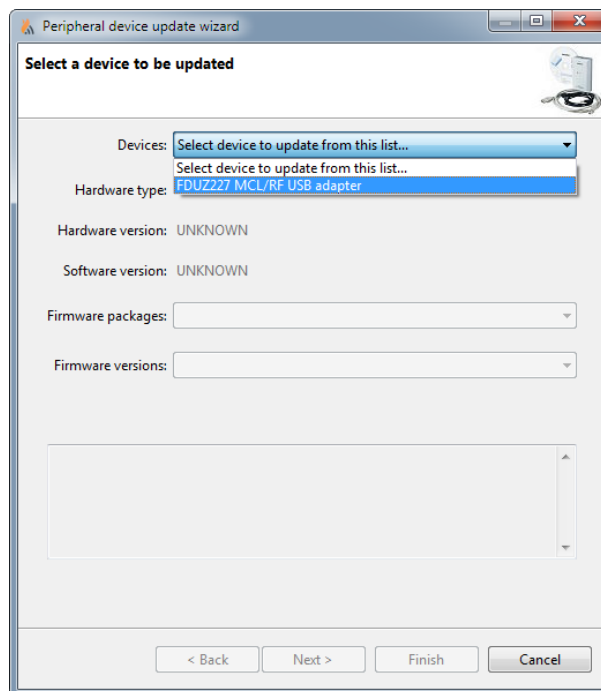 Peripheral device update wizard
Select a device to be updated
Devices: Select device to update from this list...
Select device to update from this list...
Hardware type: FDUZ227 MCL/RF USB adapter
Hardware version: UNKNOWN
Software version: UNKNOWN
Firmware packages:
Firmware versions:
< Back Next > Finish Cancel